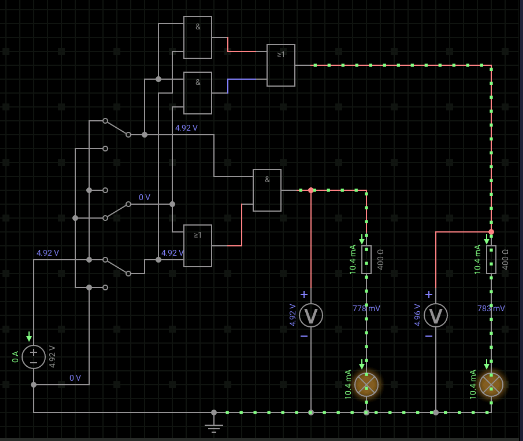 &
≥1
&
4.92 V
&
0 V
≥1
4.92 V
4.92 V
10.4 mA
400 Ω
10.4 mA
400 Ω
+
V
−
4.92 V
778 mV
+
V
−
4.96 V
783 mV
0 A
+
−
4.92 V
0 V
10.4 mA
10.4 mA